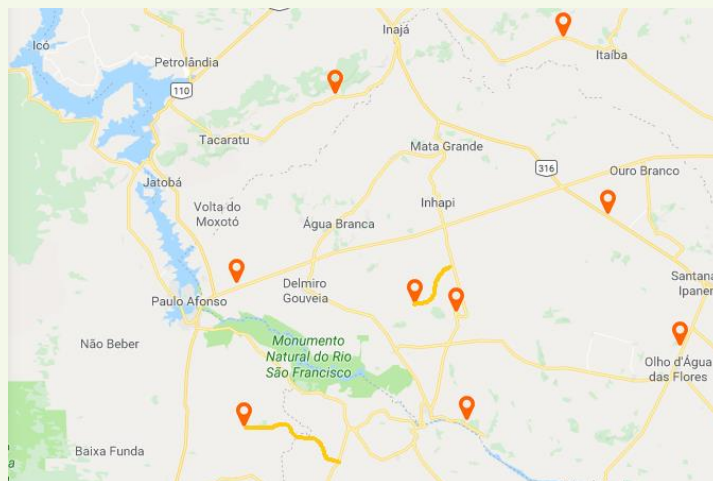 Inajá
Icó
Itaíba
Petrolândia
110
Tacaratu
Mata Grande
316
Ouro Branco
Jatobá
Volta do
Moxotó
Inhapi
Água Branca
Santana
Ipanem
Delmiro
Gouveia
Paulo Afonso
Não Beber
Monumento
Natural do Rio
São Francisco
Olho d'Água
das Flores
Baixa Funda
a